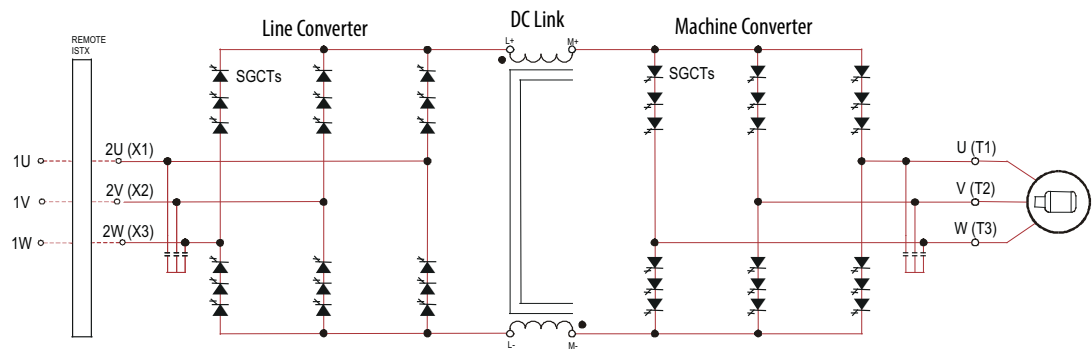 REMOTE
ISTX
Line Converter
DC Link
Machine Converter
L+
M+
SGCTs
SGCTs
1U
2U (X1)
U (T1)
1V
2V (X2)
V (T2)
1W
2W (X3)
W (T3)
L-
M-